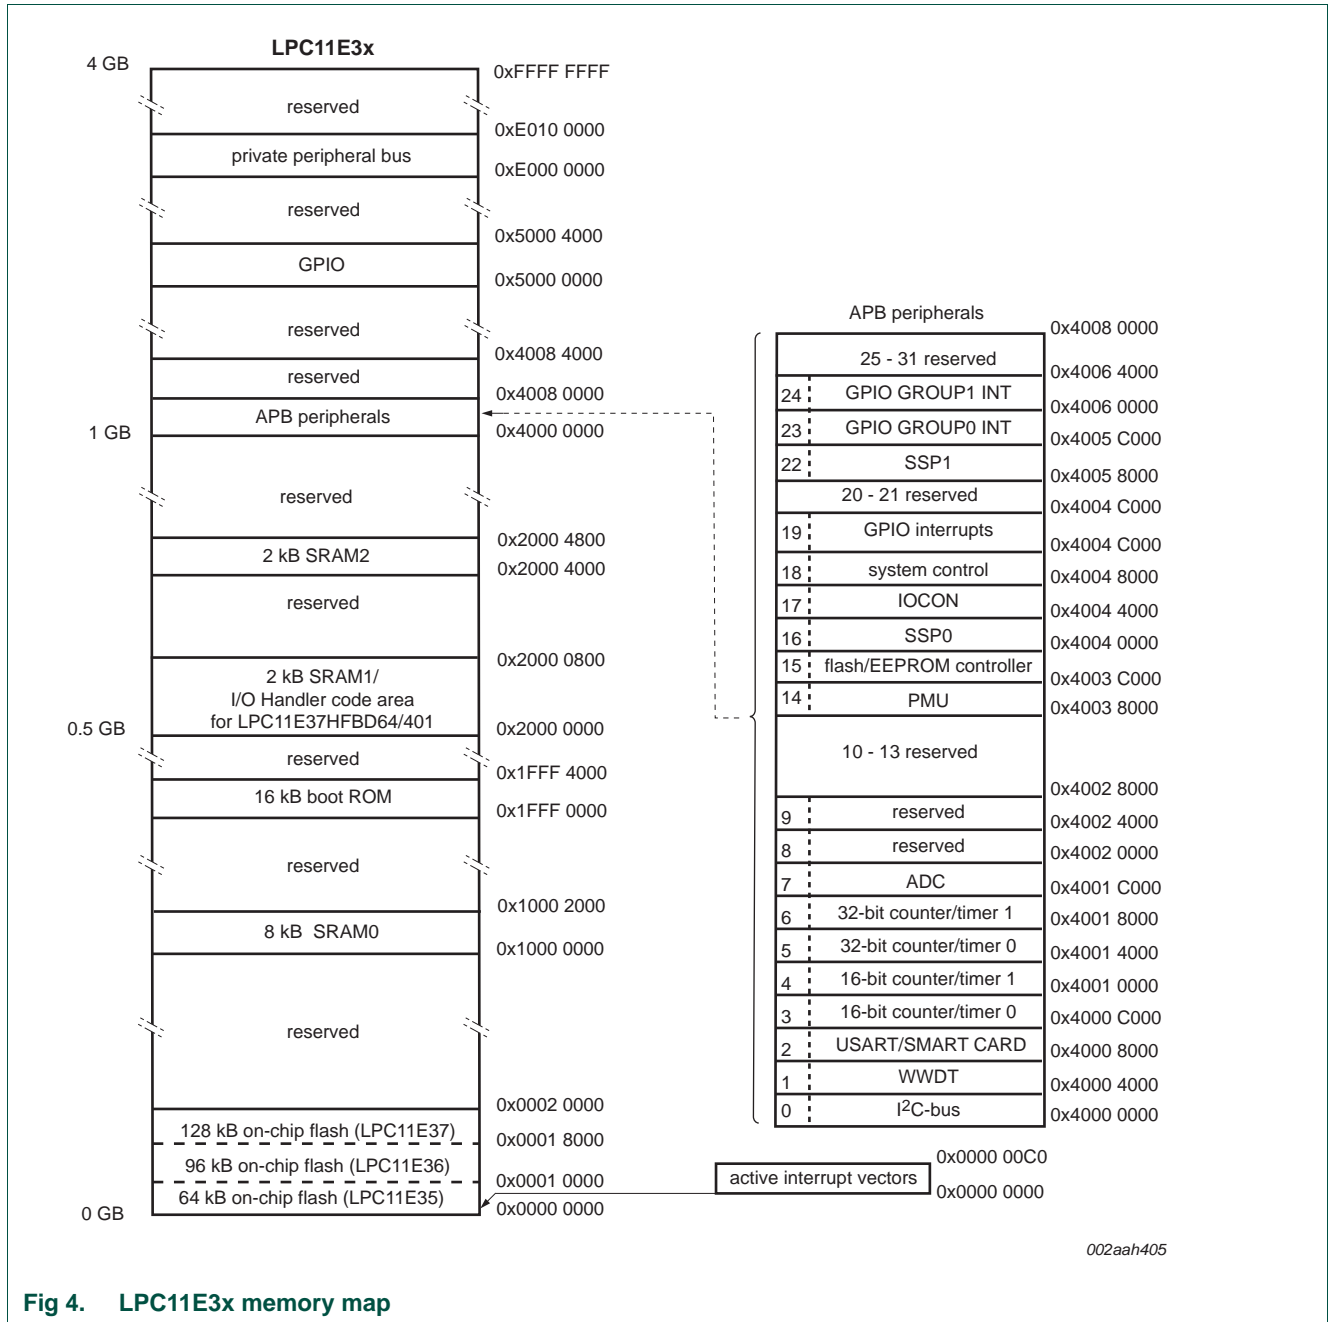 LPC11E3x
4 GB
0xFFFF FFFF
reserved
0xE010 0000
private peripheral bus
0xE000 0000
reserved
0x5000 4000
GPIO
0x5000 0000
reserved
0x4008 4000
reserved
0x4008 0000
APB peripherals
1 GB
0x4000 0000
reserved
0x2000 4800
2 kB SRAM2
0x2000 4000
reserved
0x2000 0800
2 kB SRAM1/
I/O Handler code area
for LPC11E37HFBD64/401
0.5 GB
0x2000 0000
reserved
0x1FFF 4000
16 kB boot ROM
0x1FFF 0000
reserved
0x1000 2000
8 kB SRAM0
0x1000 0000
reserved
0x0002 0000
128 kB on-chip flash (LPC11E37)
0x0001 8000
96 kB on-chip flash (LPC11E36)
0x0001 0000
64 kB on-chip flash (LPC11E35)
0 GB
0x0000 0000
APB peripherals
0x4008 0000
25 - 31 reserved
0x4006 4000
24 GPIO GROUP1 INT
0x4006 0000
23 GPIO GROUP0 INT
0x4005 C000
22 SSP1
0x4005 8000
20 - 21 reserved
0x4004 C000
19 GPIO interrupts
0x4004 C000
18 system control
0x4004 8000
17 IOCON
0x4004 4000
16 SSP0
0x4004 0000
15 flash/EEPROM controller
0x4003 C000
14 PMU
0x4003 8000
10 - 13 reserved
0x4002 8000
9 reserved
0x4002 4000
8 reserved
0x4002 0000
7 ADC
0x4001 C000
6 32-bit counter/timer 1
0x4001 8000
5 32-bit counter/timer 0
0x4001 4000
4 16-bit counter/timer 1
0x4001 0000
3 16-bit counter/timer 0
0x4000 C000
2 USART/SMART CARD
0x4000 8000
1 WWDT
0x4000 4000
0 I2C-bus
0x4000 0000
0x0000 00C0
active interrupt vectors
0x0000 0000
002aah405
Fig 4. LPC11E3x memory map